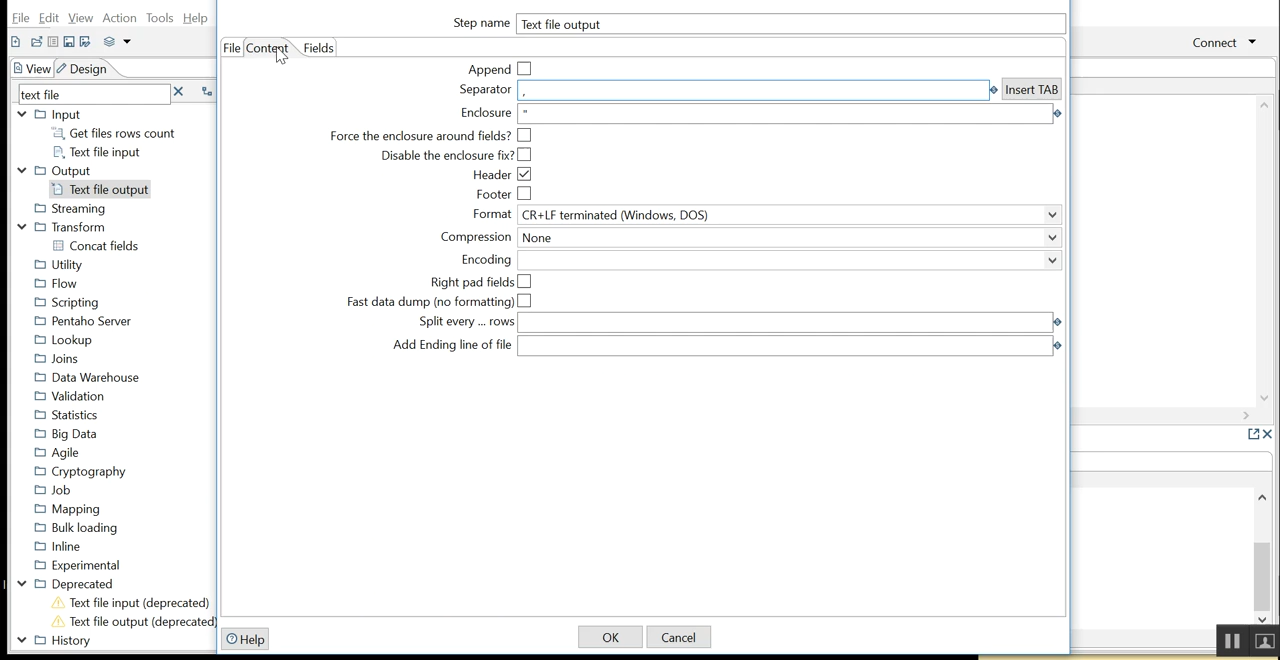 File Edit View Action Tools Help
Connect
View Design
text file
Input
Get files rows count
Text file input
Output
Text file output
Streaming
Transform
Concat fields
Utility
Flow
Scripting
Pentaho Server
Lookup
Joins
Data Warehouse
Validation
Statistics
Big Data
Agile
Cryptography
Job
Mapping
Bulk loading
Inline
Experimental
Deprecated
Text file input (deprecated)
Text file output (deprecated)
History
Step name Text file output
File Content Fields
Append
Separator , Insert TAB
Enclosure "
Force the enclosure around fields?
Disable the enclosure fix?
Header
Footer
Format CR+LF terminated (Windows, DOS)
Compression None
Encoding
Right pad fields
Fast data dump (no formatting)
Split every ... rows
Add Ending line of file
Help OK Cancel